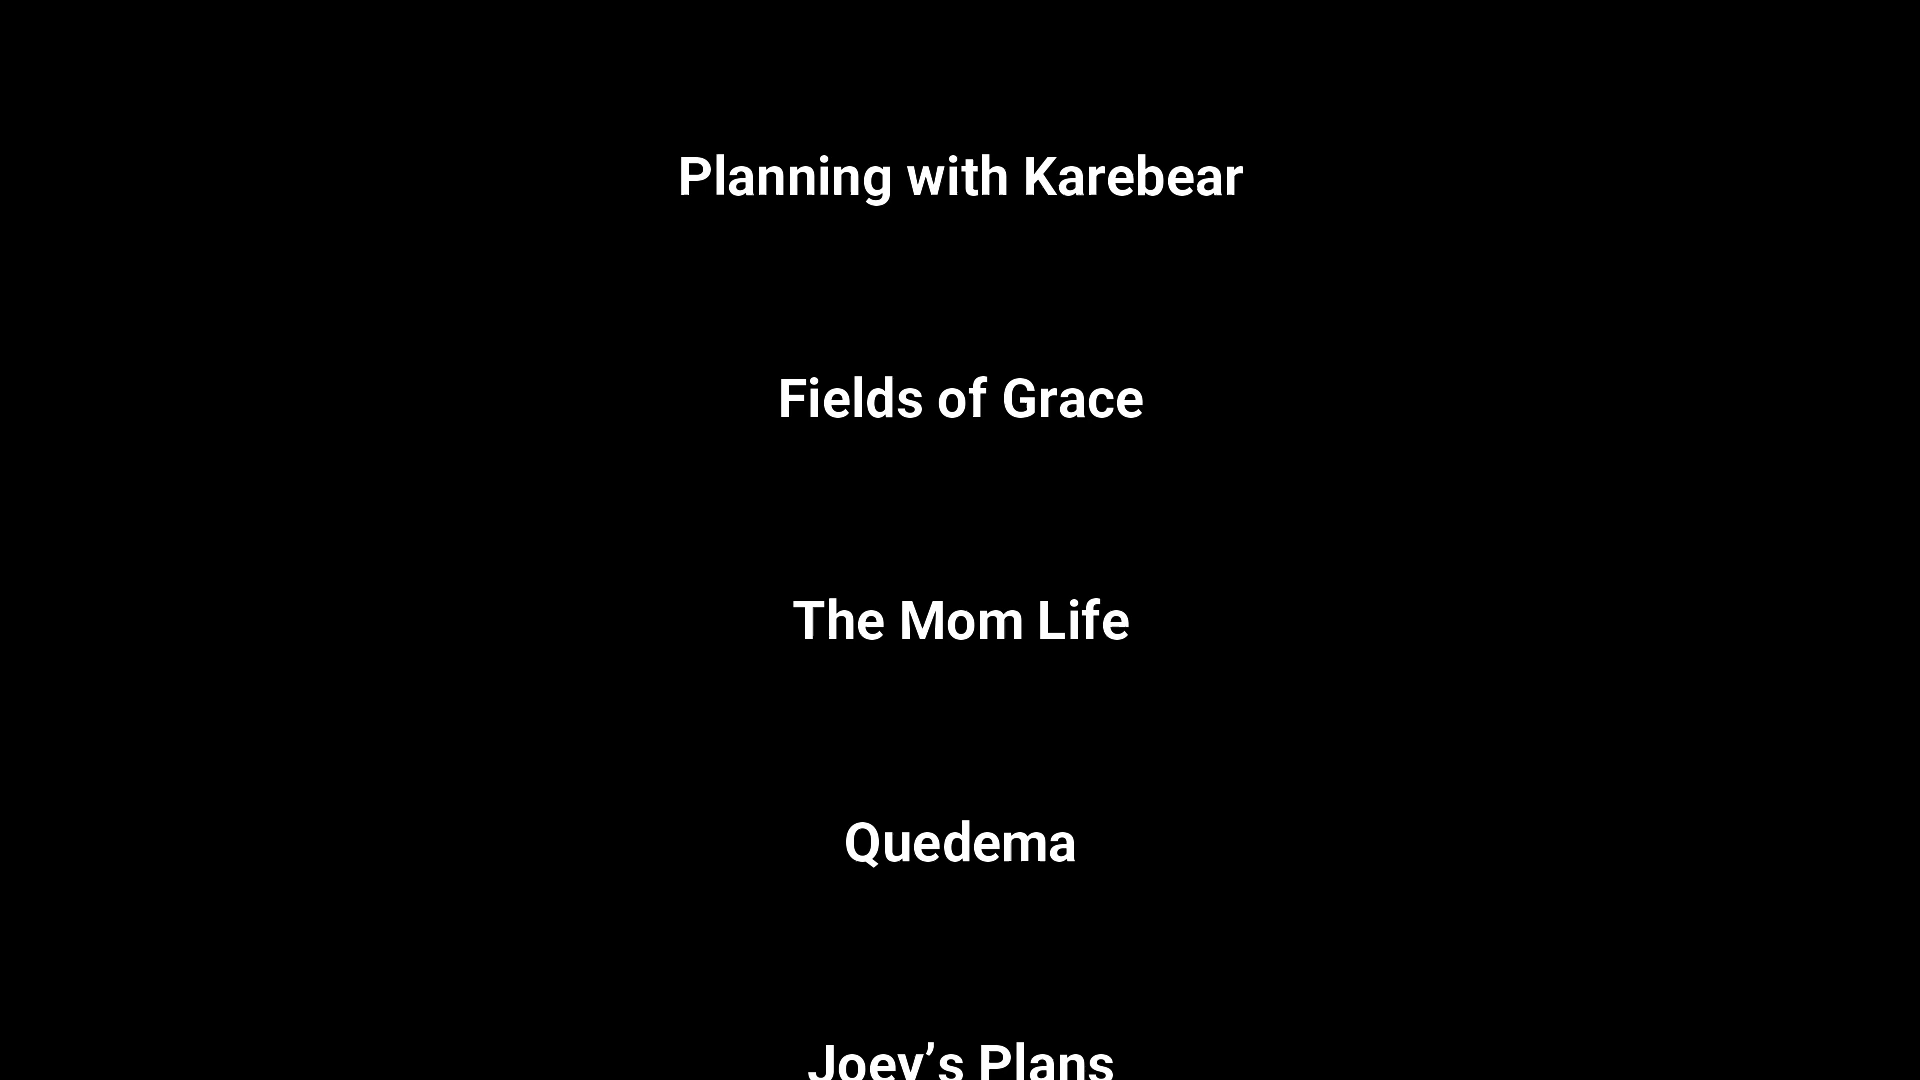 Planning with Karebear
Fields of Grace
The Mom Life
Quedema
Joey’s Plans